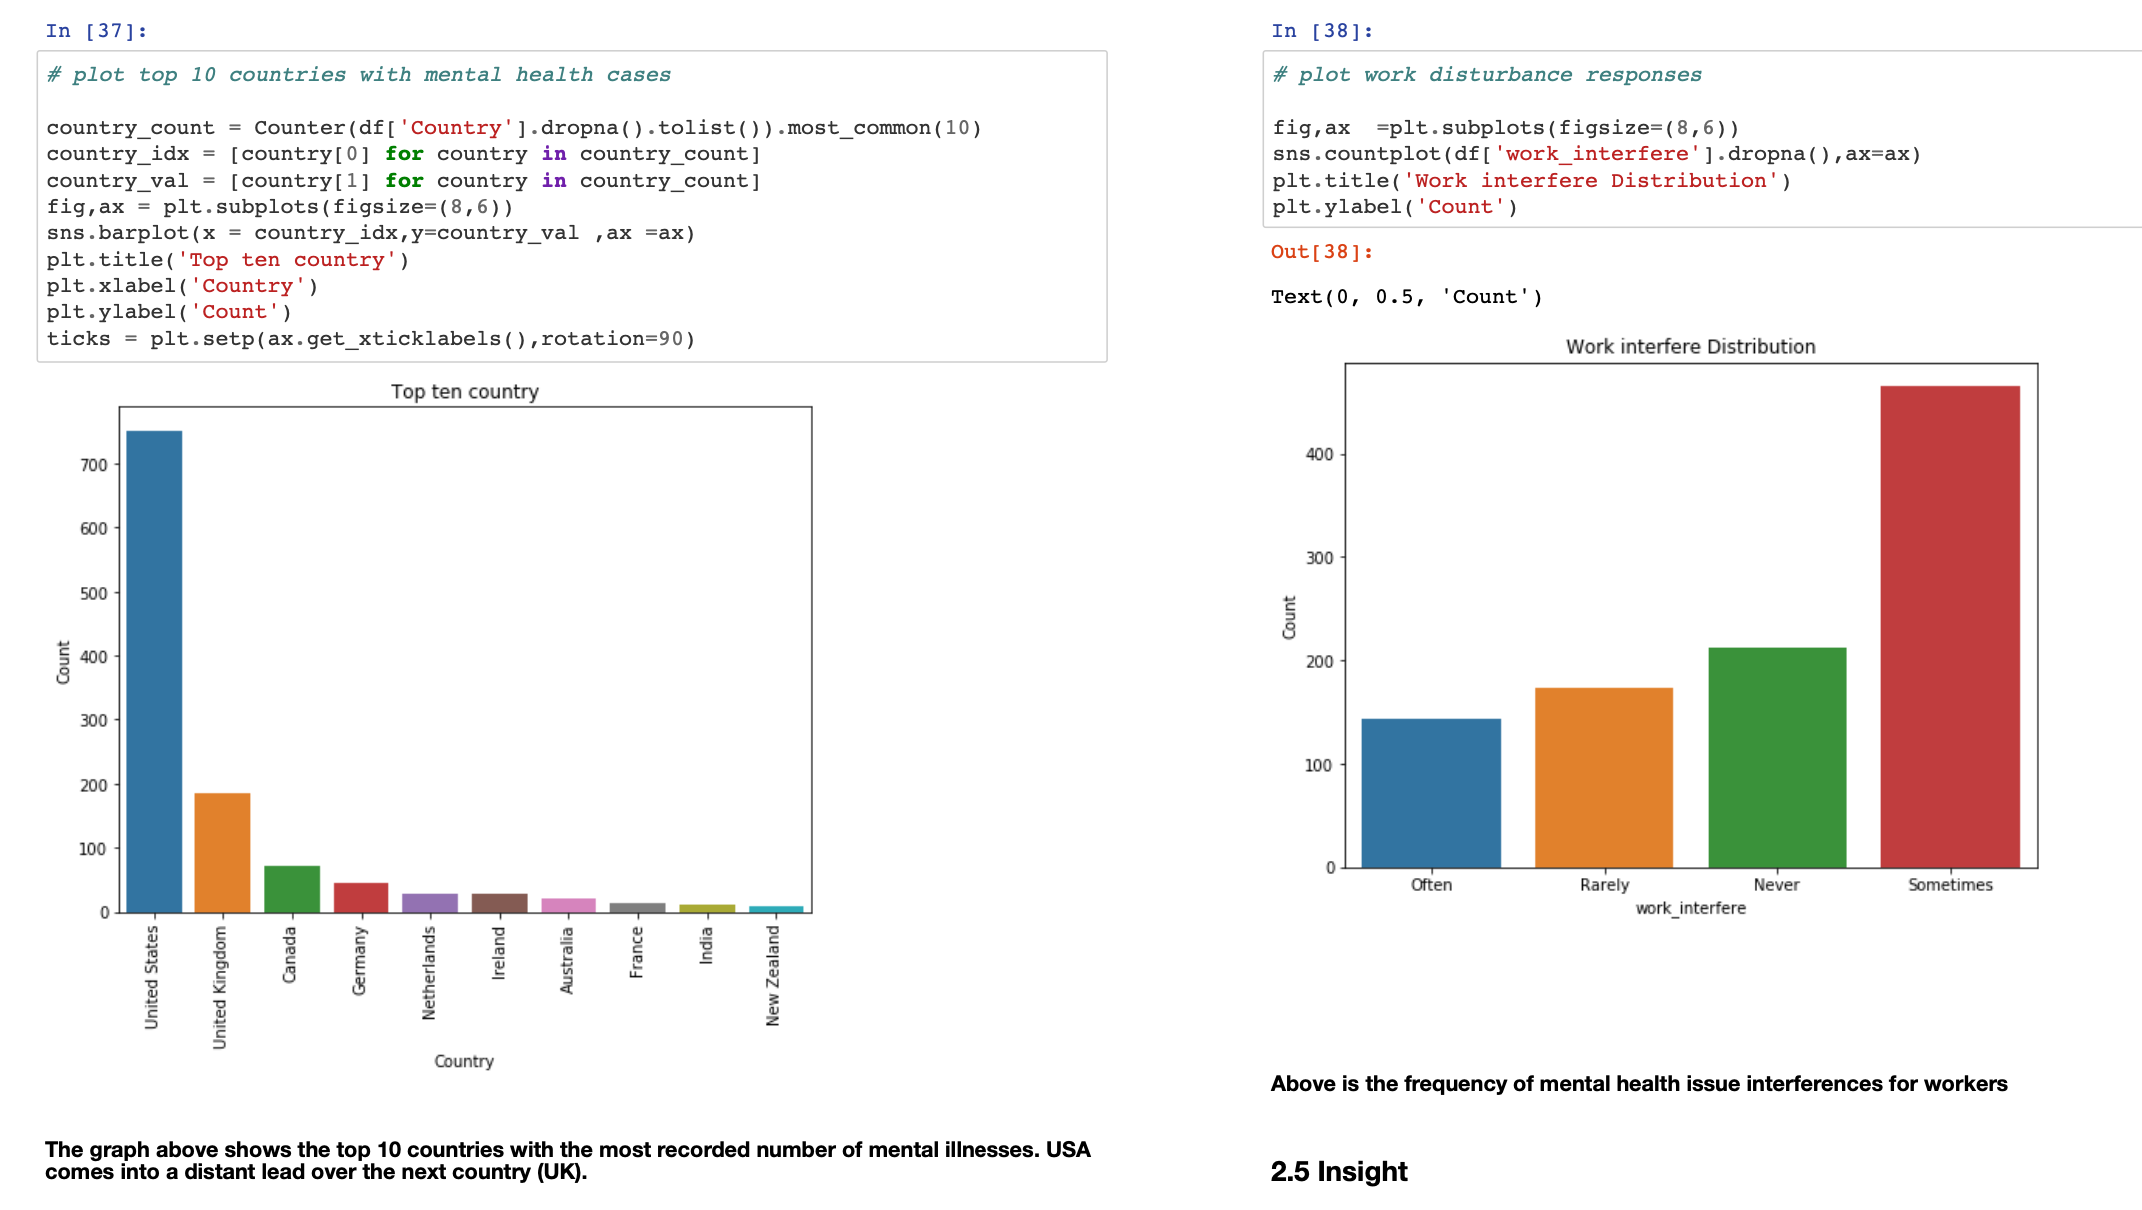 In [37]:
# plot top 10 countries with mental health cases
country_count = Counter(df['Country'].dropna().tolist()).most_common(10)
country_idx = [country[0] for country in country_count]
country_val = [country[1] for country in country_count]
fig,ax = plt.subplots(figsize=(8,6))
sns.barplot(x = country_idx,y=country_val ,ax =ax)
plt.title('Top ten country')
plt.xlabel('Country')
plt.ylabel('Count')
ticks = plt.setp(ax.get_xticklabels(),rotation=90)
Top ten country
700
600
500
400
300
200
100
0
Count
United States
United Kingdom
Canada
Germany
Netherlands
Ireland
Australia
France
India
New Zealand
Country
The graph above shows the top 10 countries with the most recorded number of mental illnesses. USA
comes into a distant lead over the next country (UK).
In [38]:
# plot work disturbance responses
fig,ax  =plt.subplots(figsize=(8,6))
sns.countplot(df['work_interfere'].dropna(),ax=ax)
plt.title('Work interfere Distribution')
plt.ylabel('Count')
Out[38]:
Text(0, 0.5, 'Count')
Work interfere Distribution
400
300
200
100
0
Count
Often
Rarely
Never
Sometimes
work_interfere
Above is the frequency of mental health issue interferences for workers
2.5 Insight